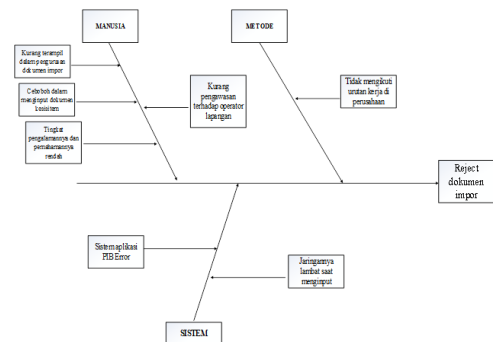 MANUSIA
METODE
Kurang terampil
dalam pengurusan
dokumen impor
Ceboboh dalam
menginput dokumen
kesisitem
Tingkat
pengalamannya dan
pemahamannya
rendah
Kurang
pengawasan
terhadap operator
lapangan
Tidak mengikuti
urutan kerja di
perusahaan
Reject
dokumen
impor
Sistem aplikasi
PIB Error
Jaringannya
lambat saat
menginput
SISTEM